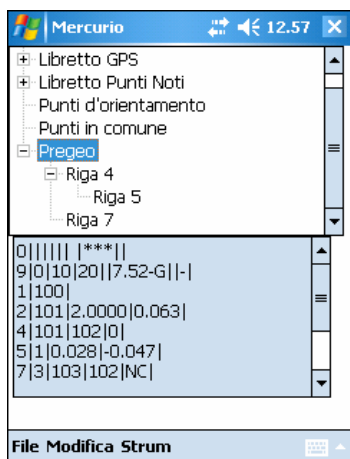 Mercurio 12.57
Libretto GPS
Libretto Punti Noti
Punti d'orientamento
Punti in comune
Pregeo
Riga 4
Riga 5
Riga 7
0|||||| |***||
9|0|10|20||7.52-G||-|
1|100|
2|101|2.0000|0.063|
4|101|102|0|
5|1|0.028|-0.047|
7|3|103|102|NC|
File Modifica Strum